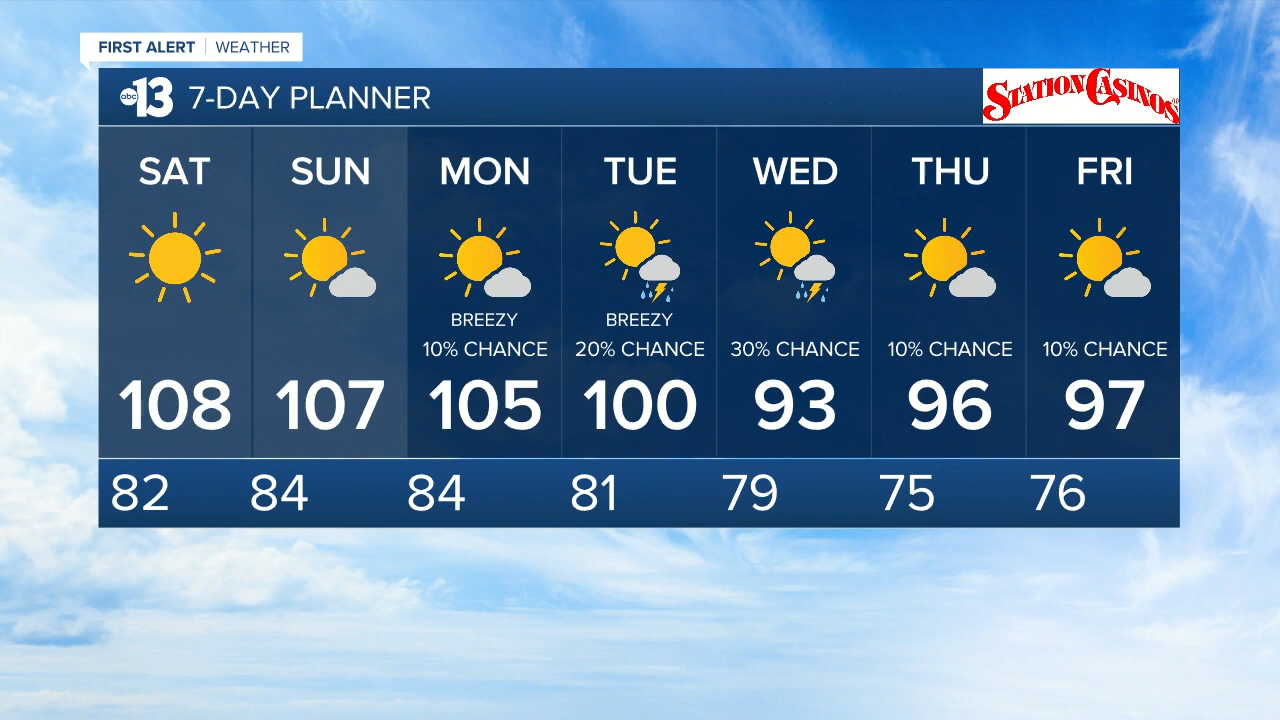 FIRST ALERT | WEATHER
abc 13 7-DAY PLANNER
STATION CASINOS
SAT SUN MON TUE WED THU FRI
BREEZY BREEZY
10% CHANCE 20% CHANCE 30% CHANCE 10% CHANCE 10% CHANCE
108 107 105 100 93 96 97
82 84 84 81 79 75 76